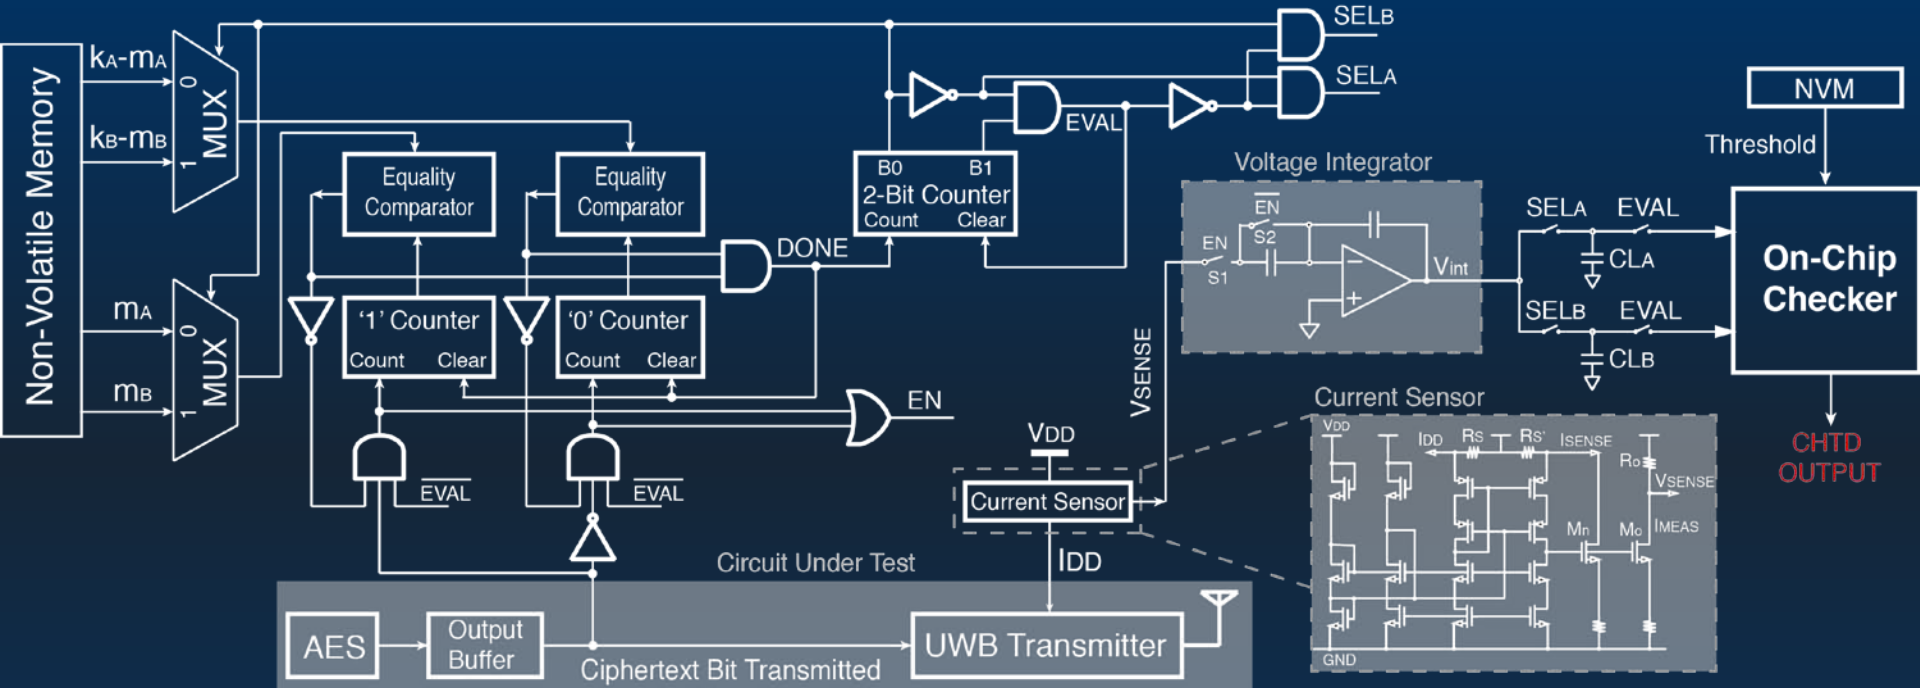 SELB
kA-mA
0
MUX
SELA
NVM
kB-mB
EVAL
Threshold
1
Non-Volatile Memory
Equality
Comparator
Equality
Comparator
B0 B1
2-Bit Counter
Count Clear
Voltage Integrator
EN
S2
EN
S1
−
+
Vint
SELA EVAL
CLA
On-Chip
Checker
DONE
mA
0
MUX
mB
1
'1' Counter
Count Clear
'0' Counter
Count Clear
SELB EVAL
CLB
VSENSE
EN
Current Sensor
CHTD
OUTPUT
VDD
EVAL
EVAL
Current Sensor
VDD
IDD RS RS' ISENSE
RO
VSENSE
Mn Mo IMEAS
GND
Circuit Under Test
IDD
AES
Output
Buffer
Ciphertext Bit Transmitted
UWB Transmitter